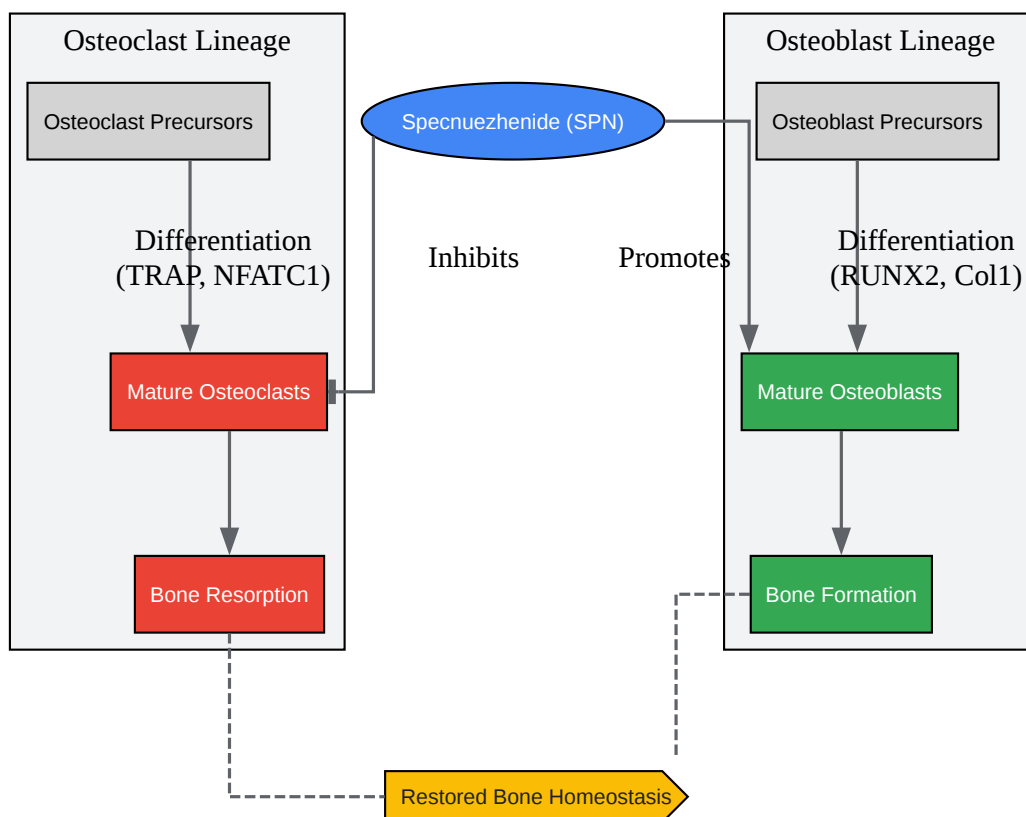 Osteoclast Lineage
Osteoblast Lineage
Osteoclast Precursors
Specnuezhenide (SPN)
Osteoblast Precursors
Differentiation
(TRAP, NFATC1)
Inhibits
Promotes
Differentiation
(RUNX2, Col1)
Mature Osteoclasts
Mature Osteoblasts
Bone Resorption
Bone Formation
Restored Bone Homeostasis